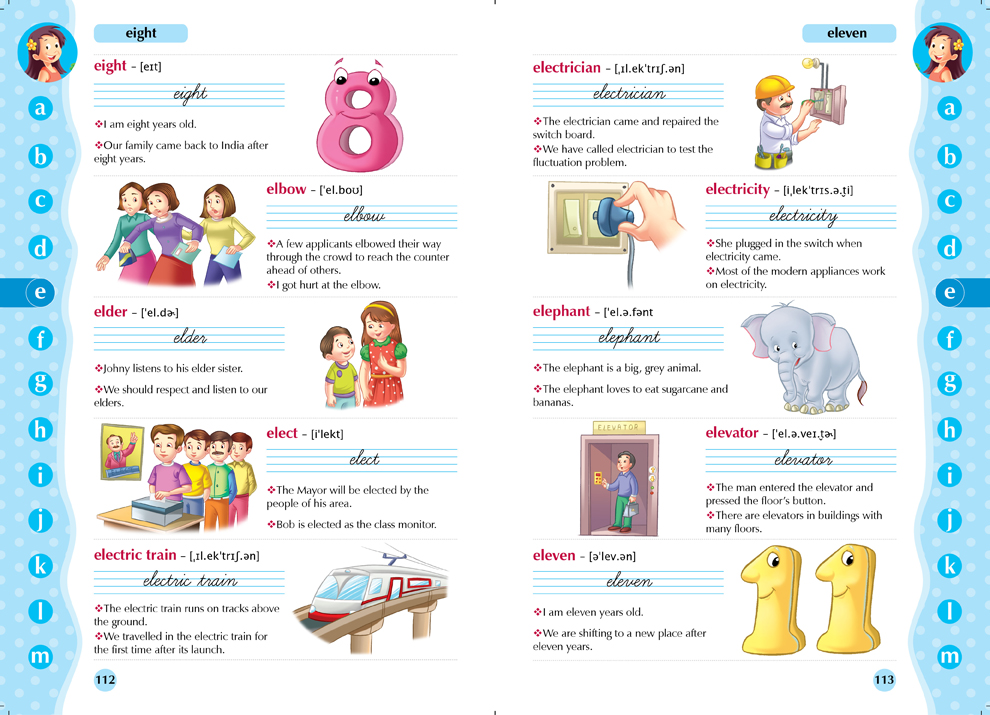 eight
eight – [eɪt]
eight
❖I am eight years old.
❖Our family came back to India after
eight years.
elbow – ['el.boʊ]
elbow
❖A few applicants elbowed their way
through the crowd to reach the counter
ahead of others.
❖I got hurt at the elbow.
elder – ['el.dɚ]
elder
❖Johny listens to his elder sister.
❖We should respect and listen to our
elders.
elect – [i'lekt]
elect
❖The Mayor will be elected by the
people of his area.
❖Bob is elected as the class monitor.
electric train – [ˌɪl.ek'trɪʃ.ən]
electric train
❖The electric train runs on tracks above
the ground.
❖We travelled in the electric train for
the first time after its launch.
112
a
b
c
d
e
f
g
h
i
j
k
l
m
eleven
electrician – [ˌɪl.ek'trɪʃ.ən]
electrician
❖The electrician came and repaired the
switch board.
❖We have called electrician to test the
fluctuation problem.
electricity – [iˌlek'trɪs.ə.t̬i]
electricity
❖She plugged in the switch when
electricity came.
❖Most of the modern appliances work
on electricity.
elephant – ['el.ə.fənt
elephant
❖The elephant is a big, grey animal.
❖The elephant loves to eat sugarcane and
bananas.
ELEVATOR
elevator – ['el.ə.veɪ.t̬ɚ]
elevator
❖The man entered the elevator and
pressed the floor's button.
❖There are elevators in buildings with
many floors.
eleven – [ə'lev.ən]
eleven
❖I am eleven years old.
❖We are shifting to a new place after
eleven years.
113
a
b
c
d
e
f
g
h
i
j
k
l
m